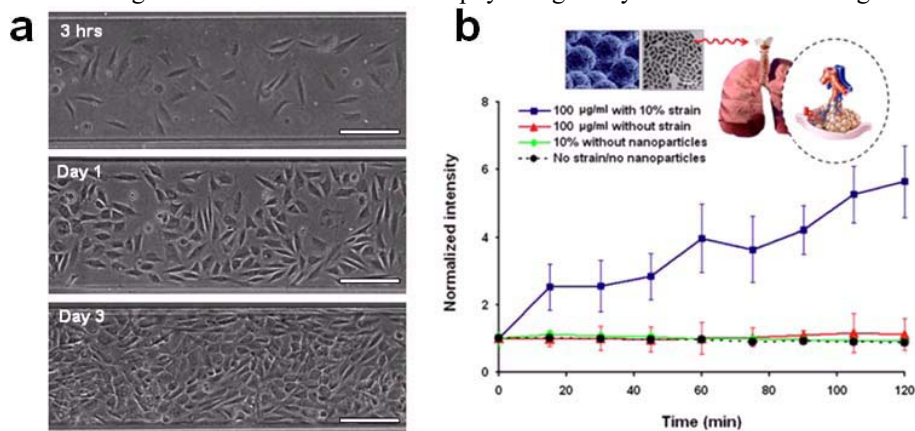 a
3 hrs
Day 1
Day 3
b
100 µg/ml with 10% strain
100 µg/ml without strain
10% without nanoparticles
No strain/no nanoparticles
Normalized intensity
8
6
4
2
0
0 20 40 60 80 100 120
Time (min)